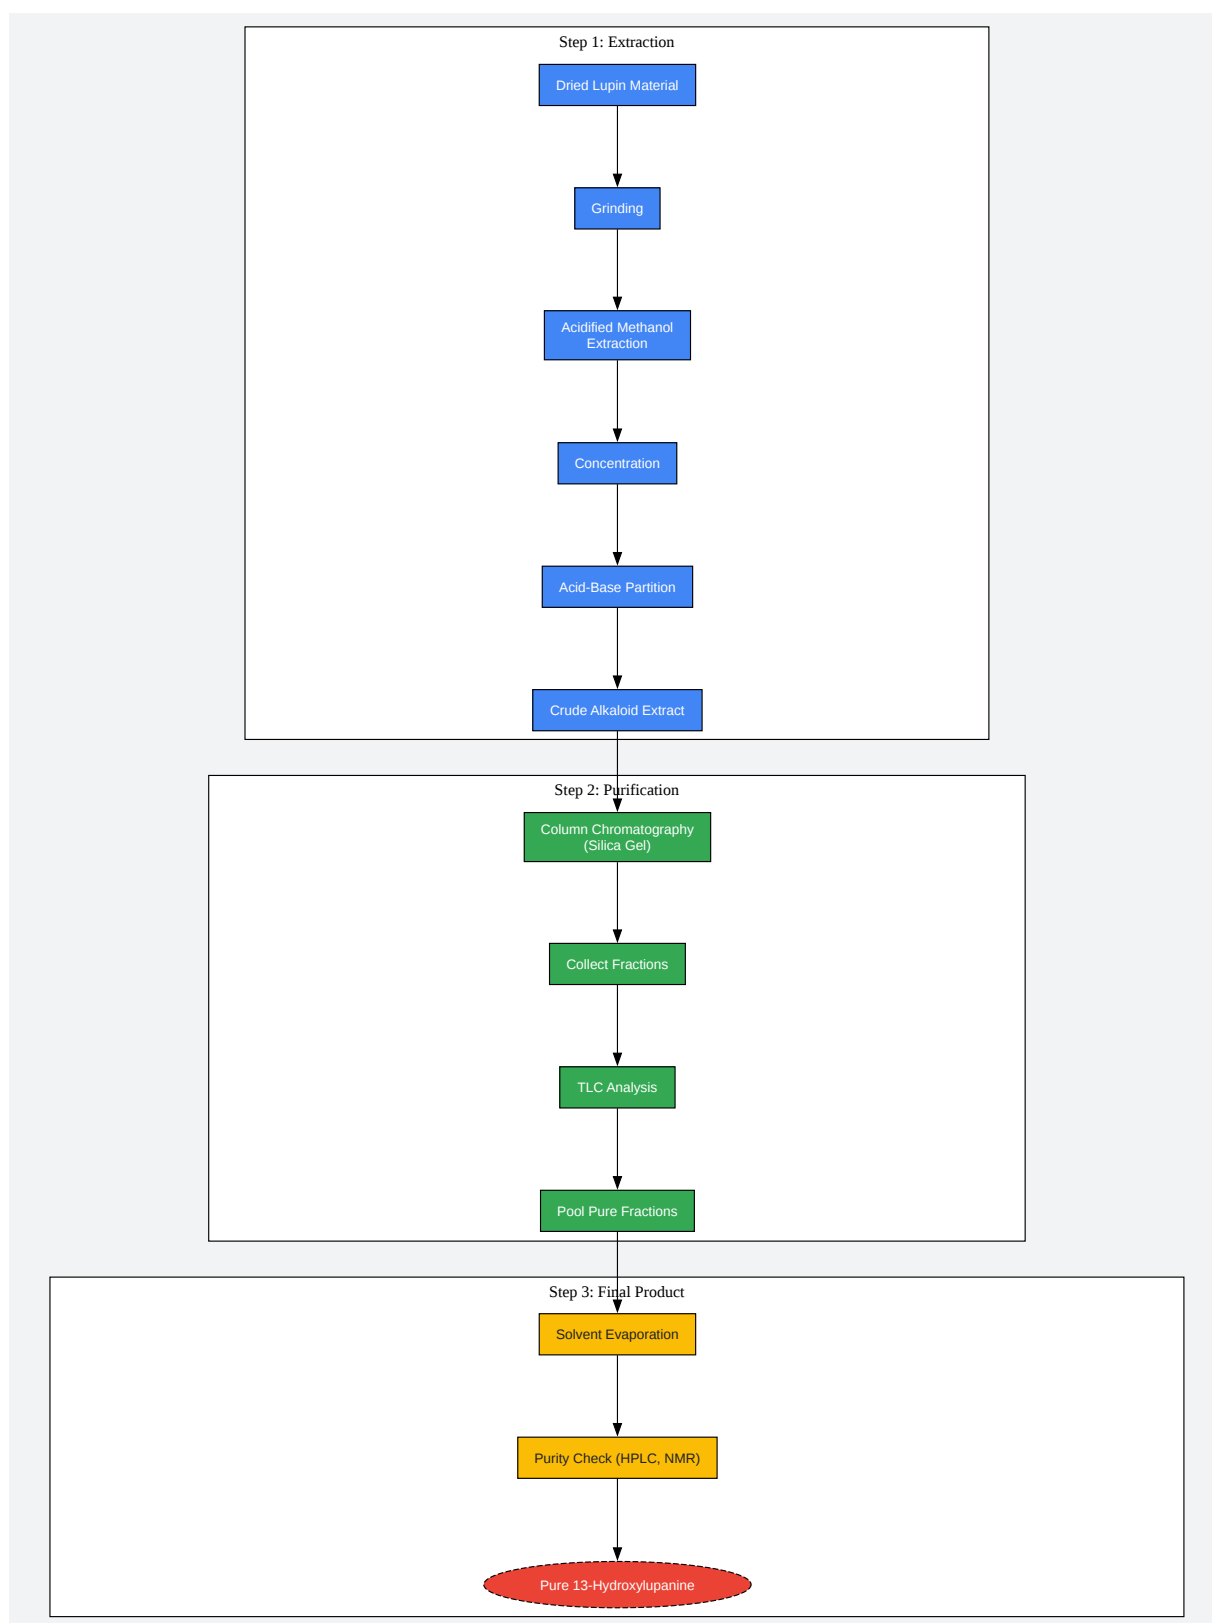 Step 1: Extraction
Dried Lupin Material
Grinding
Acidified Methanol
Extraction
Concentration
Acid-Base Partition
Crude Alkaloid Extract
Step 2: Purification
Column Chromatography
(Silica Gel)
Collect Fractions
TLC Analysis
Pool Pure Fractions
Step 3: Final Product
Solvent Evaporation
Purity Check (HPLC, NMR)
Pure 13-Hydroxylupanine